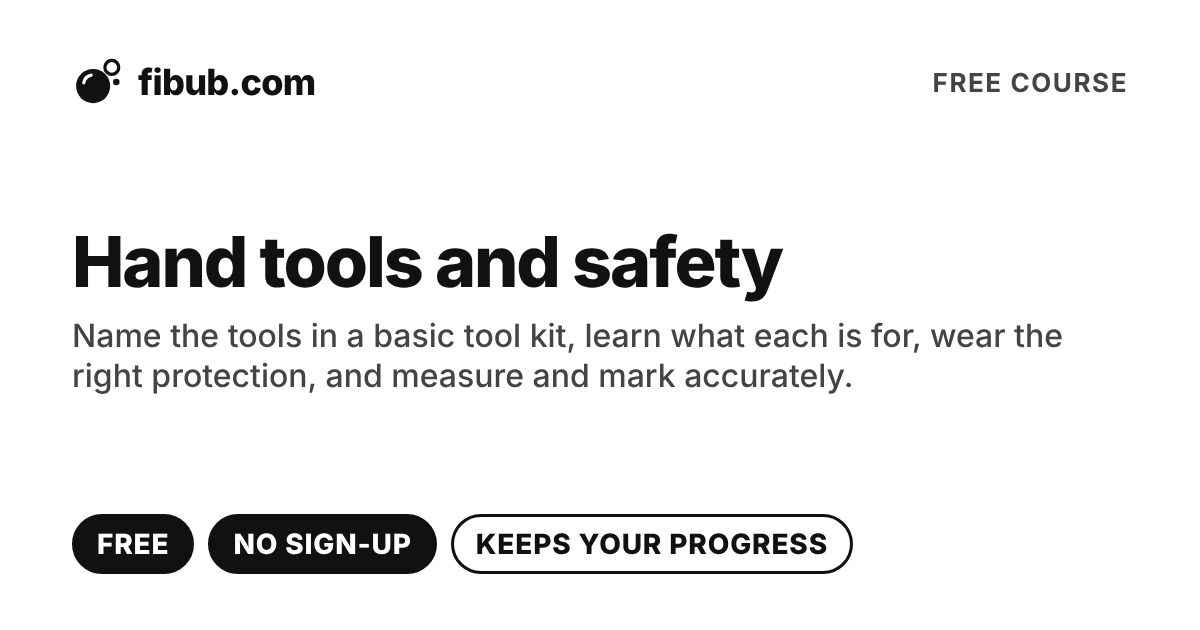 fibub.com
FREE COURSE
Hand tools and safety
Name the tools in a basic tool kit, learn what each is for, wear the
right protection, and measure and mark accurately.
FREE
NO SIGN-UP
KEEPS YOUR PROGRESS